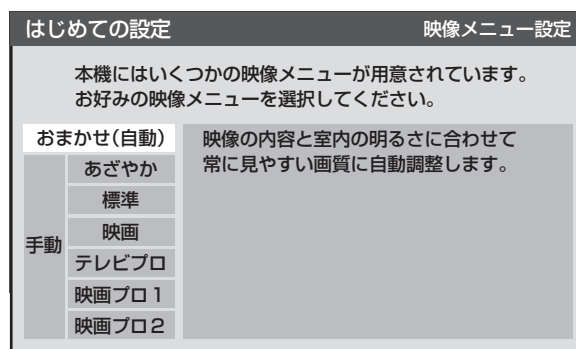 はじめての設定 映像メニュー設定
本機にはいくつかの映像メニューが用意されています。
お好みの映像メニューを選択してください。
おまかせ(自動)
映像の内容と室内の明るさに合わせて
常に見やすい画質に自動調整します。
手動
あざやか
標準
映画
テレビプロ
映画プロ1
映画プロ2